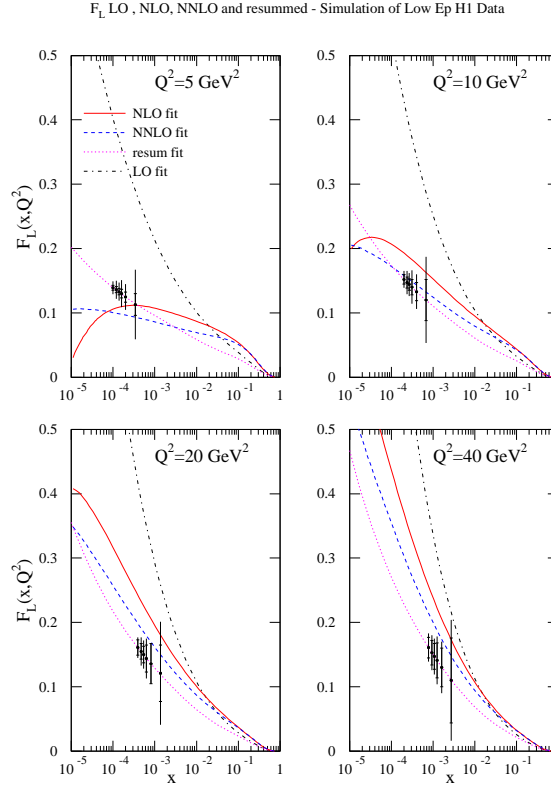 F_L LO , NLO, NNLO and resummed - Simulation of Low Ep H1 Data
Q^2=5 GeV^2
NLO fit
NNLO fit
resum fit
LO fit
F_L(x,Q^2)
0.5
0.4
0.3
0.2
0.1
0
10^-5 10^-4 10^-3 10^-2 10^-1 1
Q^2=10 GeV^2
0.5
0.4
0.3
0.2
0.1
0
10^-5 10^-4 10^-3 10^-2 10^-1
Q^2=20 GeV^2
F_L(x,Q^2)
0.5
0.4
0.3
0.2
0.1
0
10^-5 10^-4 10^-3 10^-2 10^-1 1
x
Q^2=40 GeV^2
0.5
0.4
0.3
0.2
0.1
0
10^-5 10^-4 10^-3 10^-2 10^-1
x